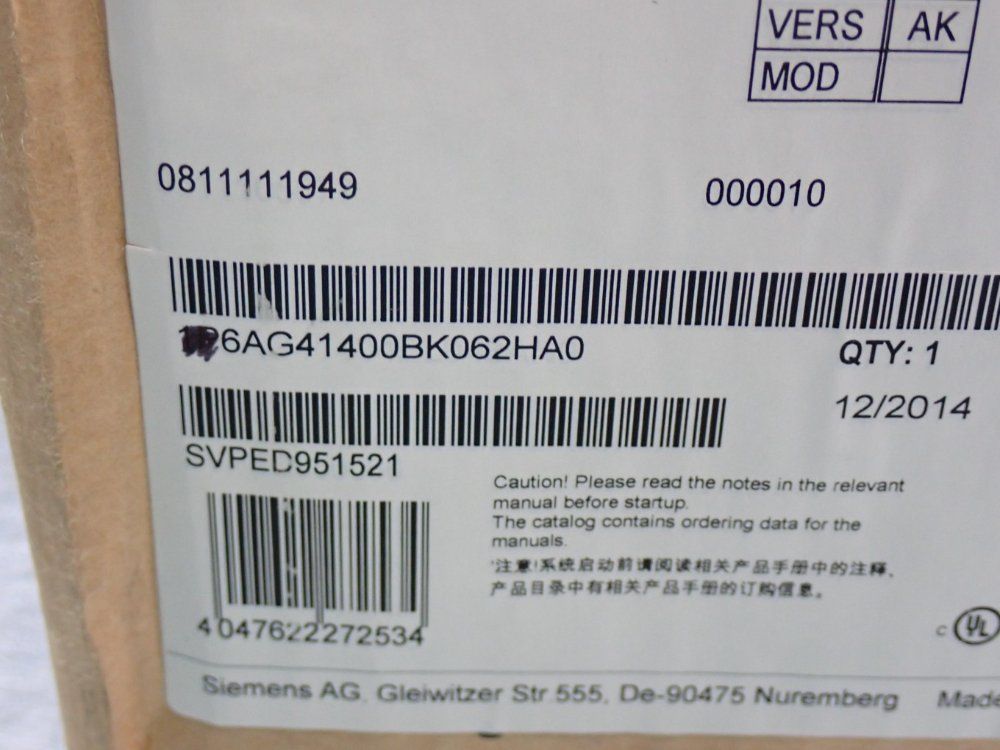 VERS AK
MOD
0811111949 000010
6AG41400BK062HA0 QTY: 1
12/2014
SVPED951521
Caution! Please read the notes in the relevant
manual before startup.
The catalog contains ordering data for the
manuals.
注意!系统启动前请阅读相关产品手册中的注释,
产品目录中有相关产品手册的订购信息。
4 047622272534
C UL
Siemens AG, Gleiwitzer Str.555, De-90475 Nuremberg Made